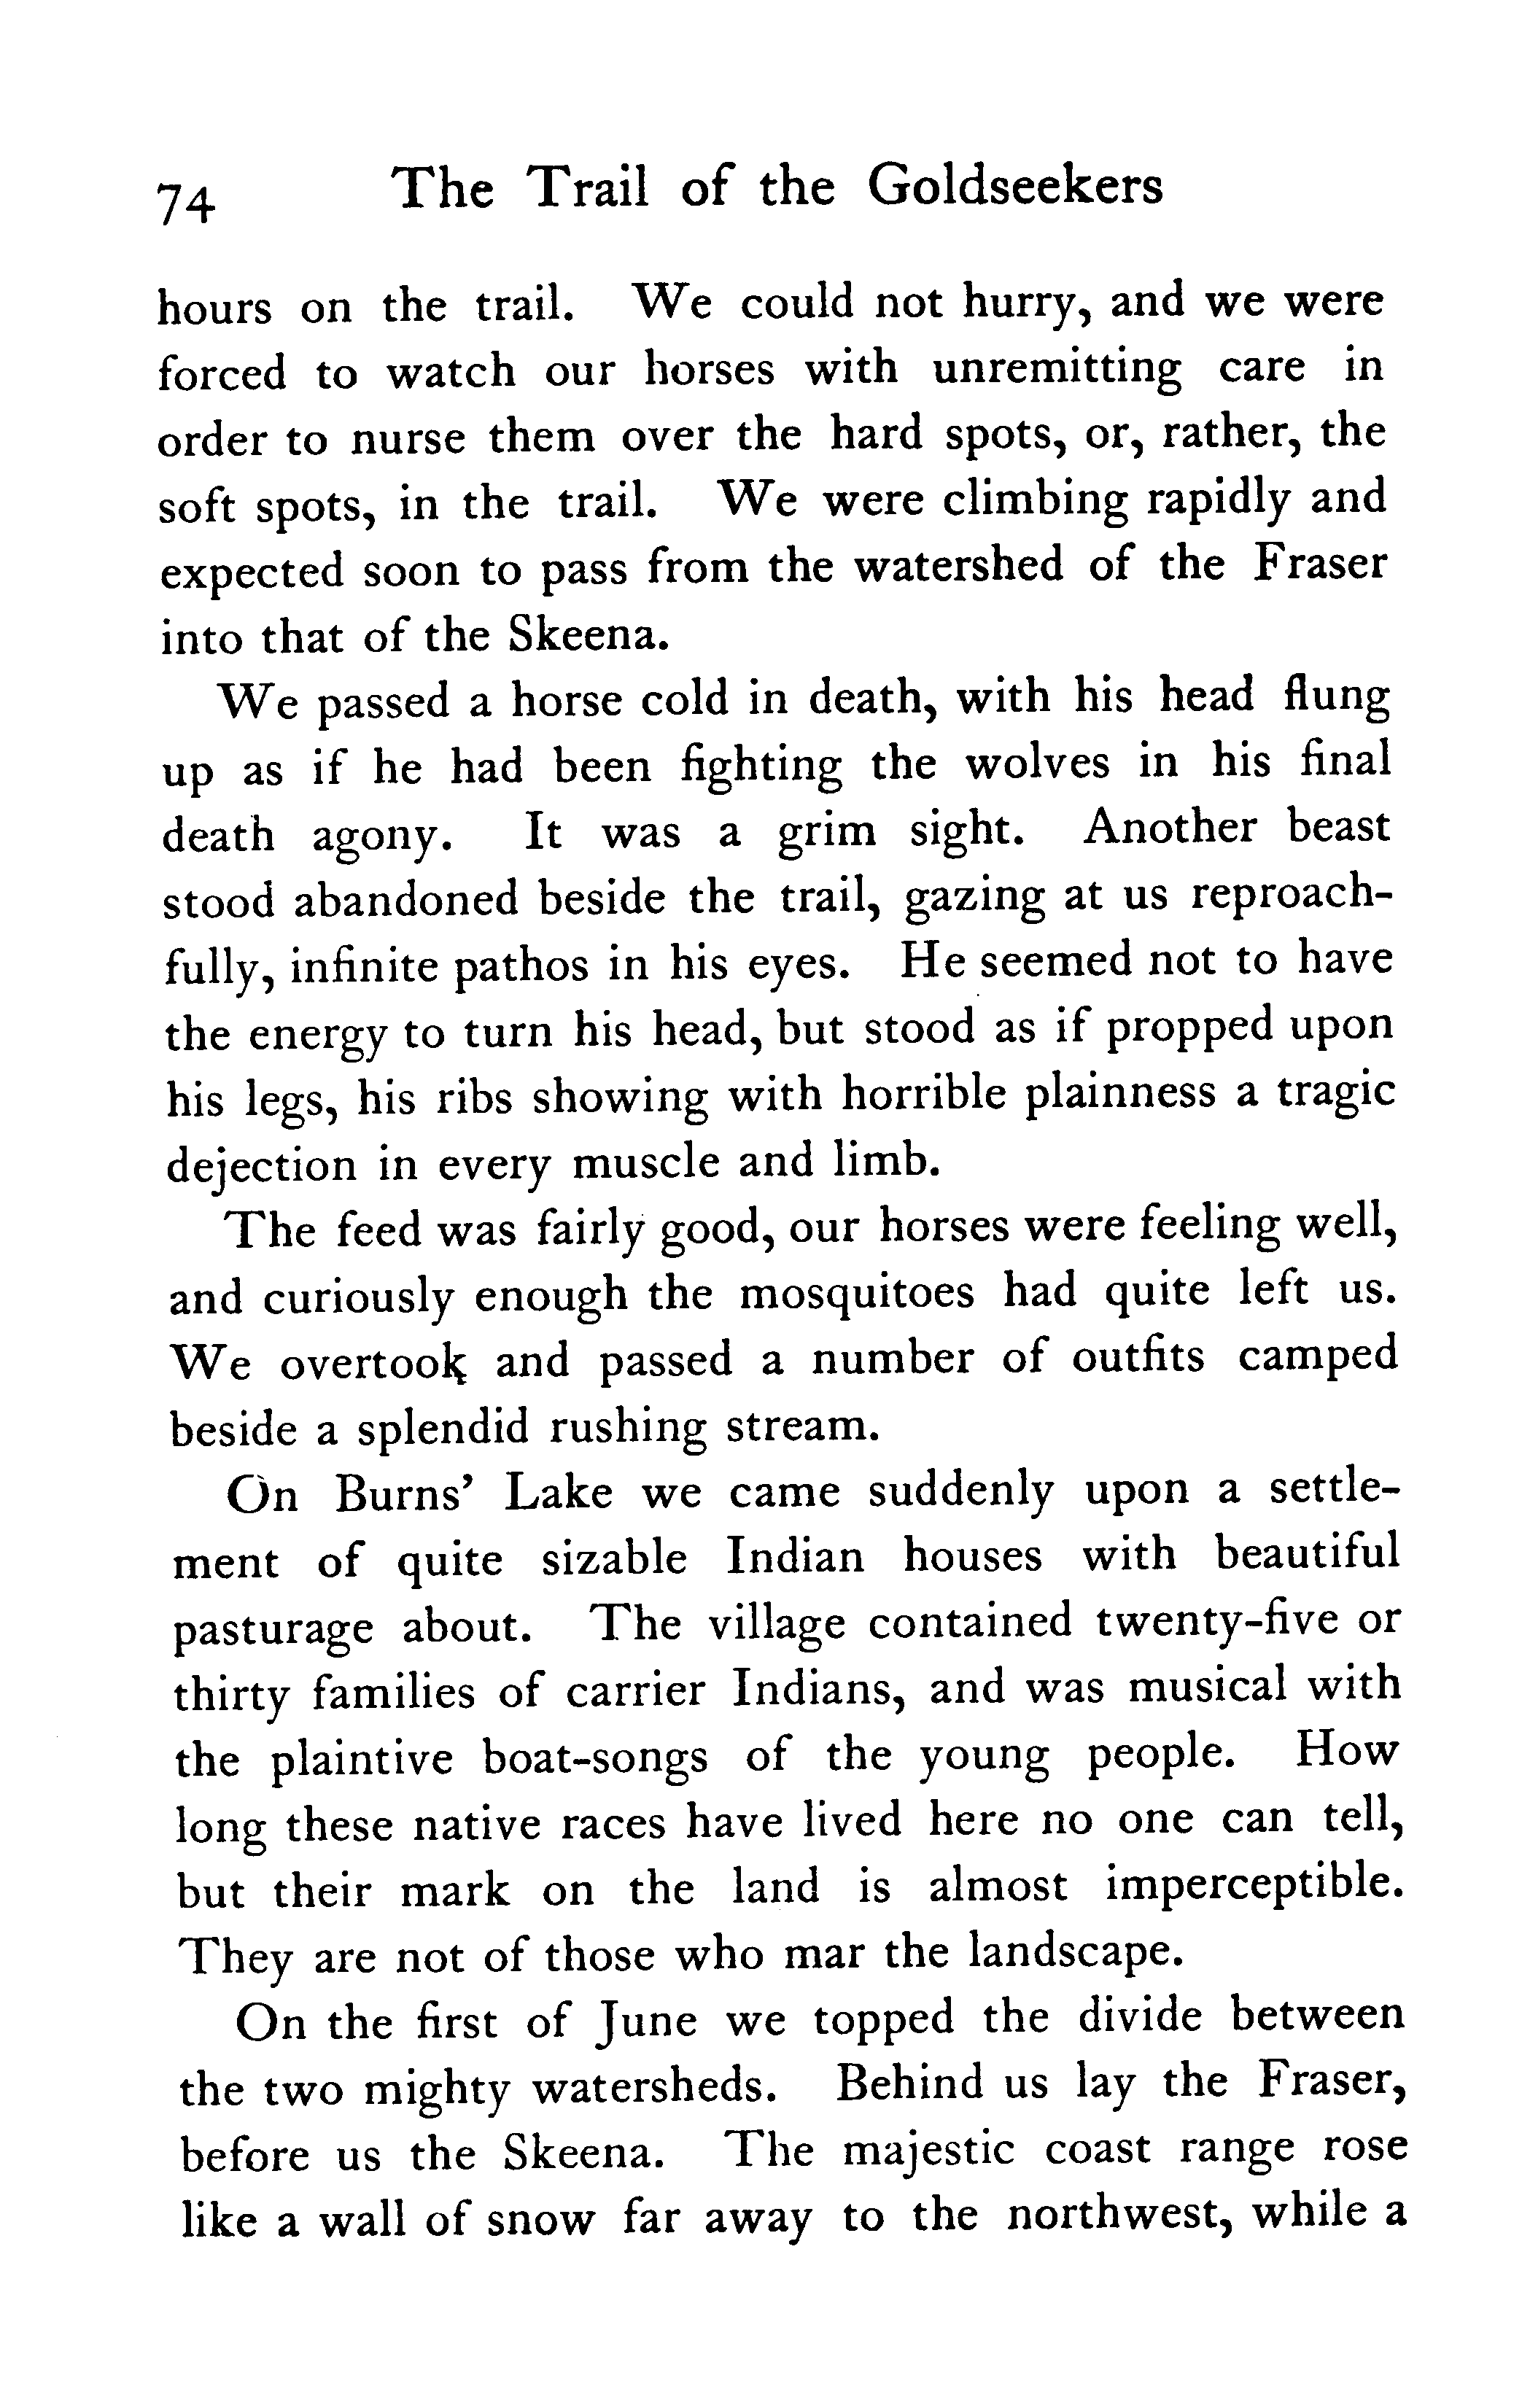 74 The Trail of the Goldseekers
hours on the trail. We could not hurry, and we were
forced to watch our horses with unremitting care in
order to nurse them over the hard spots, or, rather, the
soft spots, in the trail. We were climbing rapidly and
expected soon to pass from the watershed of the Fraser
into that of the Skeena.
We passed a horse cold in death, with his head flung
up as if he had been fighting the wolves in his final
death agony. It was a grim sight. Another beast
stood abandoned beside the trail, gazing at us reproach-
fully, infinite pathos in his eyes. He seemed not to have
the energy to turn his head, but stood as if propped upon
his legs, his ribs showing with horrible plainness a tragic
dejection in every muscle and limb.
The feed was fairly good, our horses were feeling well,
and curiously enough the mosquitoes had quite left us.
We overtook and passed a number of outfits camped
beside a splendid rushing stream.
On Burns’ Lake we came suddenly upon a settle-
ment of quite sizable Indian houses with beautiful
pasturage about. The village contained twenty-five or
thirty families of carrier Indians, and was musical with
the plaintive boat-songs of the young people. How
long these native races have lived here no one can tell,
but their mark on the land is almost imperceptible.
They are not of those who mar the landscape.
On the first of June we topped the divide between
the two mighty watersheds. Behind us lay the Fraser,
before us the Skeena. The majestic coast range rose
like a wall of snow far away to the northwest, while a